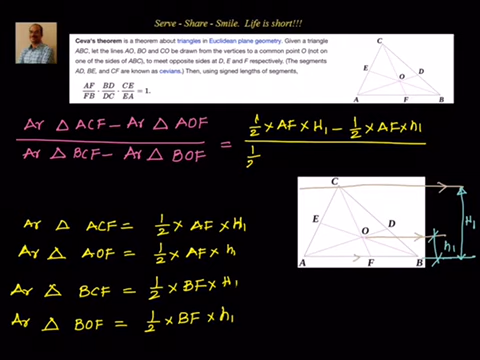 Serve - Share - Smile. Life is short!!!
Ceva's theorem is a theorem about triangles in Euclidean plane geometry. Given a triangle
ABC, let the lines AO, BO and CO be drawn from the vertices to a common point O (not on
one of the sides of ABC), to meet opposite sides at D, E and F respectively. (The segments
AD, BE, and CF are known as cevians.) Then, using signed lengths of segments,
AF/FB · BD/DC · CE/EA = 1.
C
E
D
O
A
F
B
Ar △ ACF - Ar △ AOF / Ar △ BCF - Ar △ BOF = 1/2 × AF × H1 - 1/2 × AF × h1 / 1/2
Ar △ ACF = 1/2 × AF × H1
Ar △ AOF = 1/2 × AF × h1
Ar △ BCF = 1/2 × BF × H1
Ar △ BOF = 1/2 × BF × h1
C
E
D
O
A
F
B
H1
h1